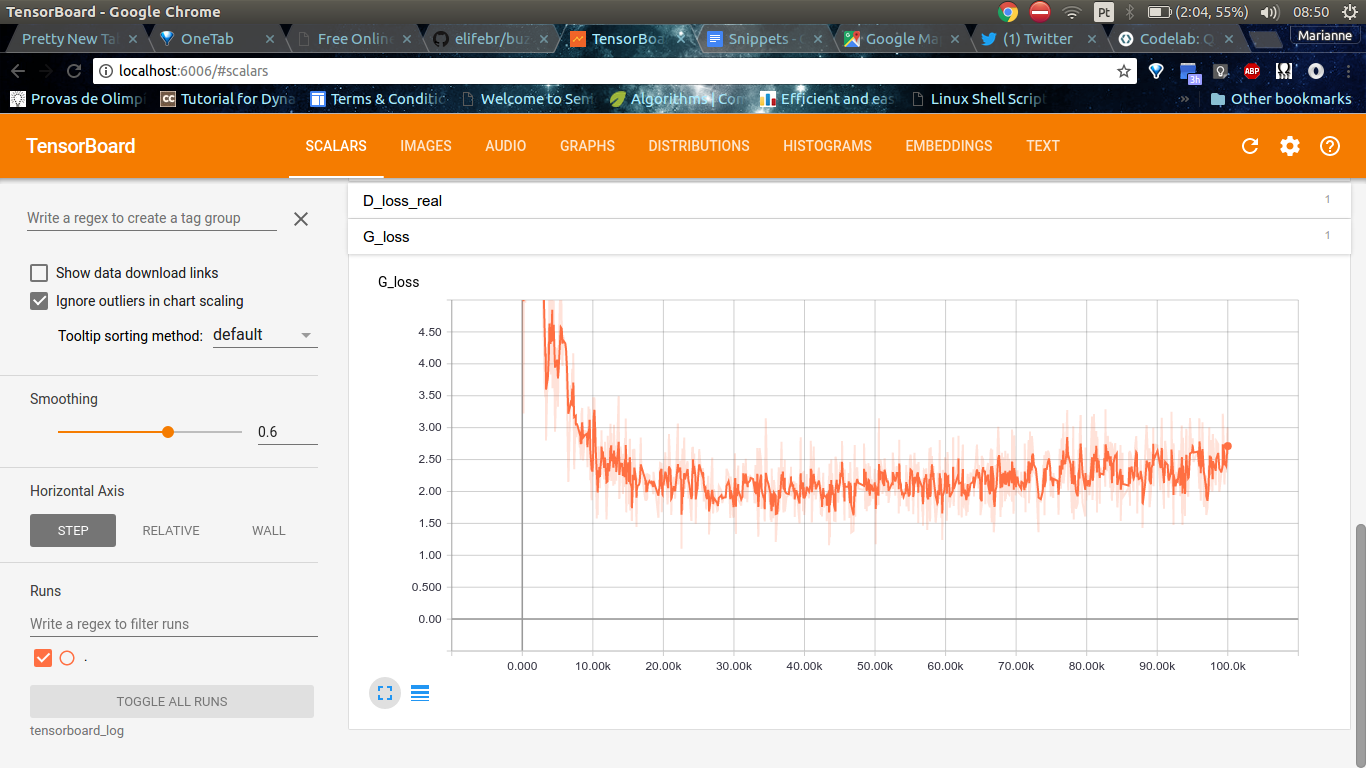 TensorBoard - Google Chrome
Pt (2:04, 55%) 08:50
Pretty New Ta OneTab Free Onlin elifebr/buz TensorBoa Snippets - G Google Ma (1) Twitter Codelab: Q Marianne
localhost:6006/#scalars ABP 3h
Provas de Olimpi CC Tutorial for Dyna Terms & Conditic Welcome to Sem Algorithms | Con Efficient and eas Linux Shell Script » Other bookmarks
TensorBoard SCALARS IMAGES AUDIO GRAPHS DISTRIBUTIONS HISTOGRAMS EMBEDDINGS TEXT
Write a regex to create a tag group
Show data download links
Ignore outliers in chart scaling
Tooltip sorting method: default
Smoothing
0.6
Horizontal Axis
STEP RELATIVE WALL
Runs
Write a regex to filter runs
.
TOGGLE ALL RUNS
tensorboard_log
D_loss_real 1
G_loss 1
G_loss
4.50
4.00
3.50
3.00
2.50
2.00
1.50
1.00
0.500
0.00
0.000 10.00k 20.00k 30.00k 40.00k 50.00k 60.00k 70.00k 80.00k 90.00k 100.0k